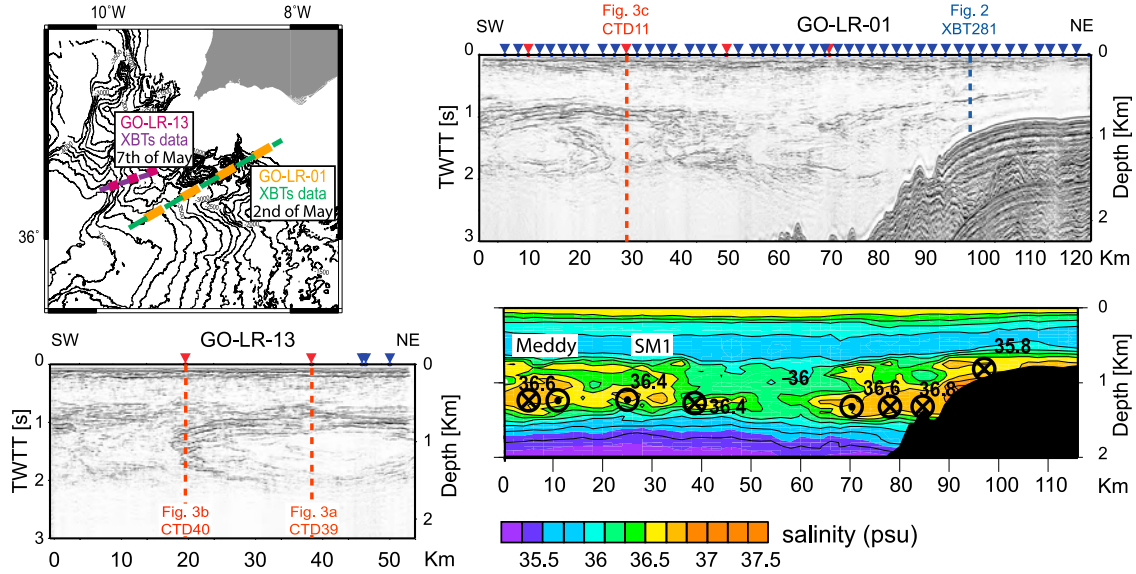 10˚W
8˚W
GO-LR-13
XBTs data
7th of May
GO-LR-01
XBTs data
2nd of May
36˚
SW
Fig. 3c
CTD11
GO-LR-01
Fig. 2
XBT281
NE
0
1
2
3
TWTT [s]
0
1
2
Depth [Km]
0 10 20 30 40 50 60 70 80 90 100 110 120 Km
Meddy
SM1
36.6
36.4
36.4
36
36.6
36.8
35.8
0
1
2
Depth [Km]
0 10 20 30 40 50 60 70 80 90 100 110 Km
35.5 36 36.5 37 37.5
salinity (psu)
SW
GO-LR-13
NE
0
1
2
3
TWTT [s]
0
1
2
Depth [Km]
Fig. 3b
CTD40
Fig. 3a
CTD39
0 10 20 30 40 50 Km